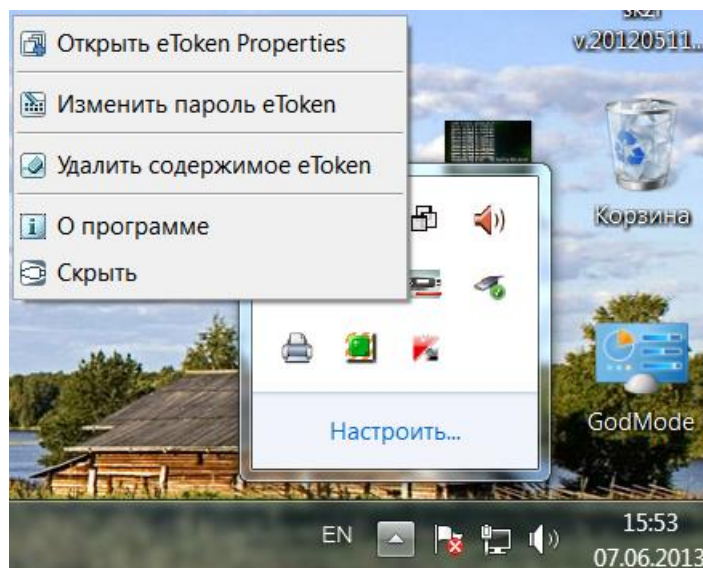 Открыть eToken Properties
Изменить пароль eToken
Удалить содержимое eToken
О программе
Скрыть
v.20120511...
Корзина
GodMode
Настроить...
EN
15:53
07.06.2013